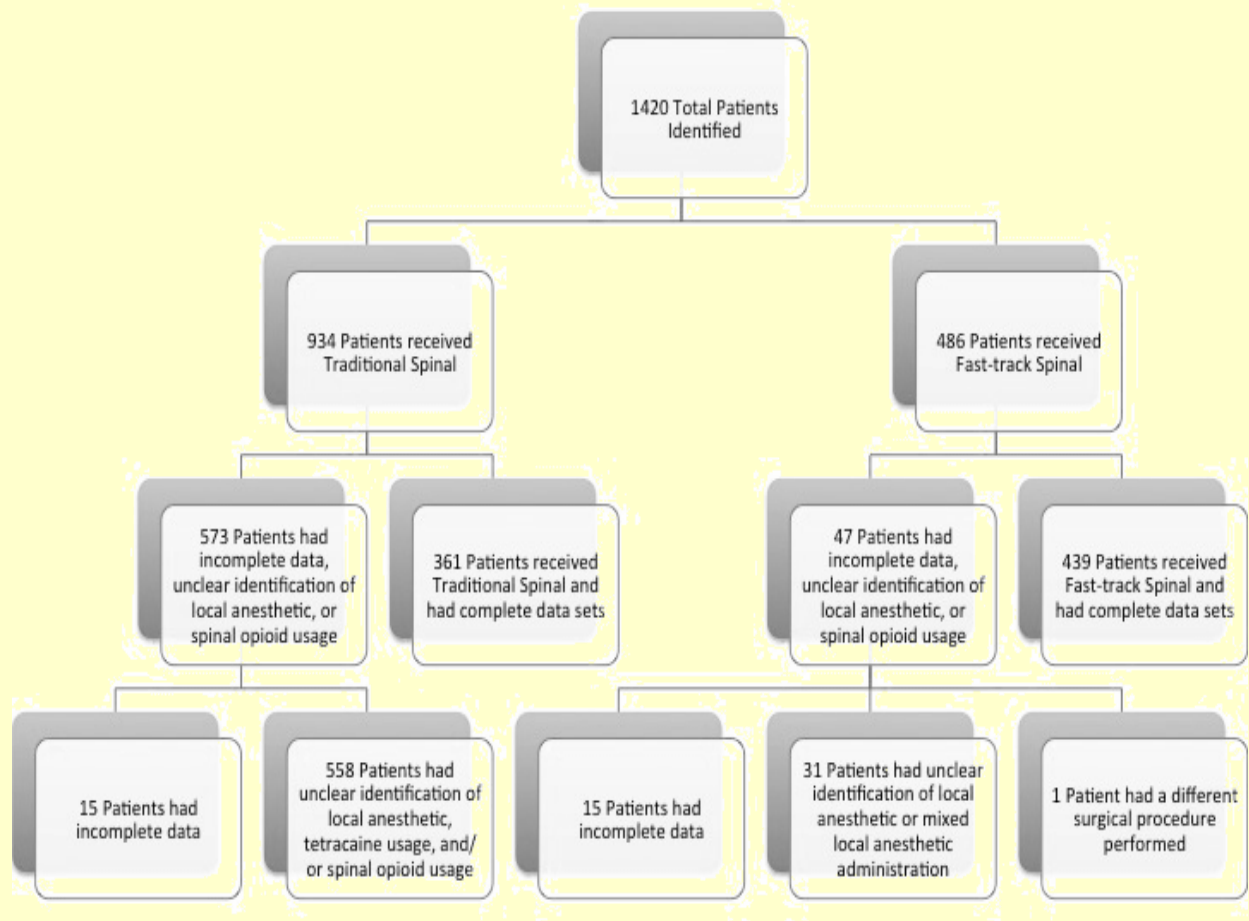 1420 Total Patients
Identified
934 Patients received
Traditional Spinal
486 Patients received
Fast-track Spinal
573 Patients had
incomplete data,
unclear identification of
local anesthetic, or
spinal opioid usage
361 Patients received
Traditional Spinal and
had complete data sets
47 Patients had
incomplete data,
unclear identification of
local anesthetic, or
spinal opioid usage
439 Patients received
Fast-track Spinal and
had complete data sets
15 Patients had
incomplete data
558 Patients had
unclear identification of
local anesthetic,
tetracaine usage, and/
or spinal opioid usage
15 Patients had
incomplete data
31 Patients had unclear
identification of local
anesthetic or mixed
local anesthetic
administration
1 Patient had a different
surgical procedure
performed